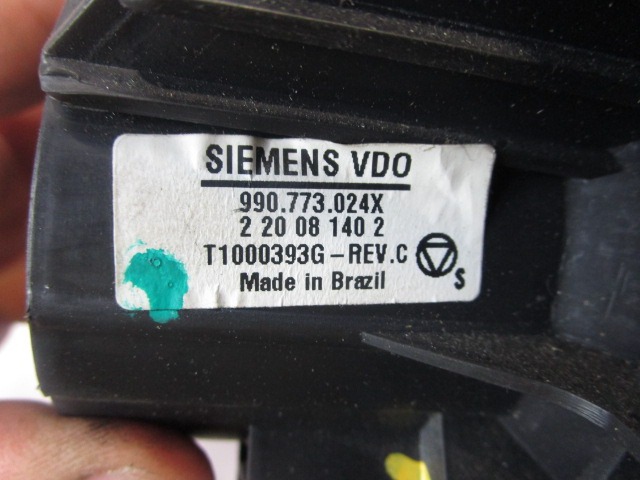 SIEMENS VDO
990.773.024X
2 20 08 140 2
T1000393G-REV.C
S
Made in Brazil